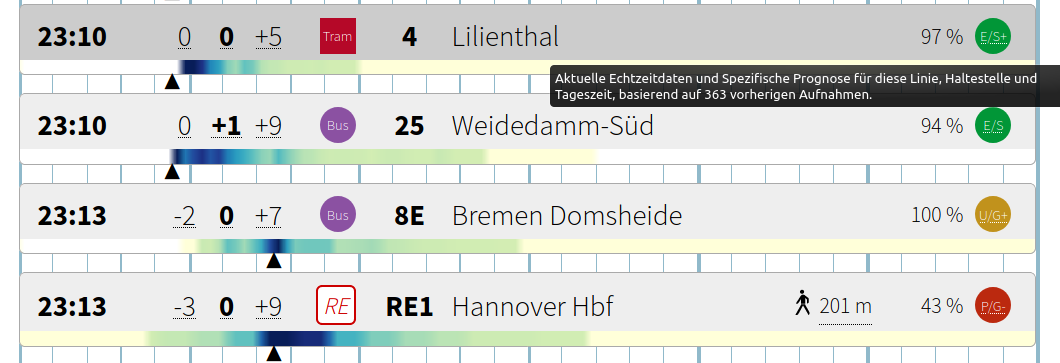 23:10 0 0 +5 Tram 4 Lilienthal 97 % E/S+
Aktuelle Echtzeitdaten und Spezifische Prognose für diese Linie, Haltestelle und
Tageszeit, basierend auf 363 vorherigen Aufnahmen.
23:10 0 +1 +9 Bus 25 Weidedamm-Süd 94 % E/S
23:13 -2 0 +7 Bus 8E Bremen Domsheide 100 % U/G+
23:13 -3 0 +9 RE RE1 Hannover Hbf 201 m 43 % P/G-